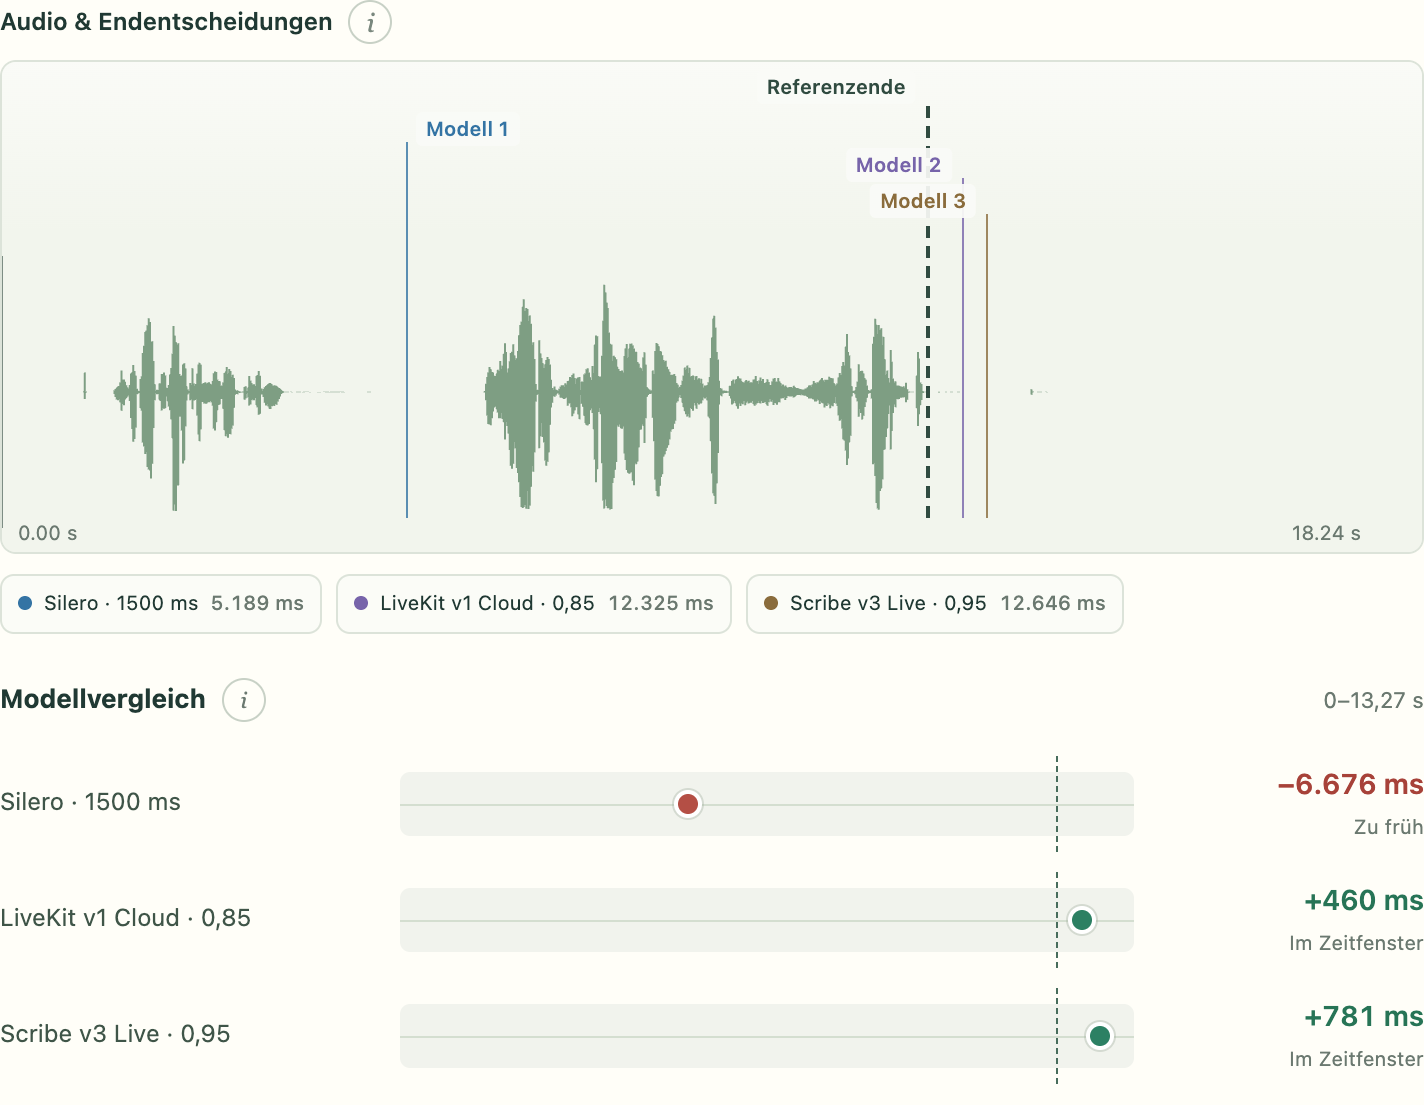 Audio & Endentscheidungen i
Referenzende
Modell 1
Modell 2
Modell 3
0.00 s 18.24 s
Silero · 1500 ms 5.189 ms LiveKit v1 Cloud · 0,85 12.325 ms Scribe v3 Live · 0,95 12.646 ms
Modellvergleich i 0–13,27 s
Silero · 1500 ms −6.676 ms
Zu früh
LiveKit v1 Cloud · 0,85 +460 ms
Im Zeitfenster
Scribe v3 Live · 0,95 +781 ms
Im Zeitfenster